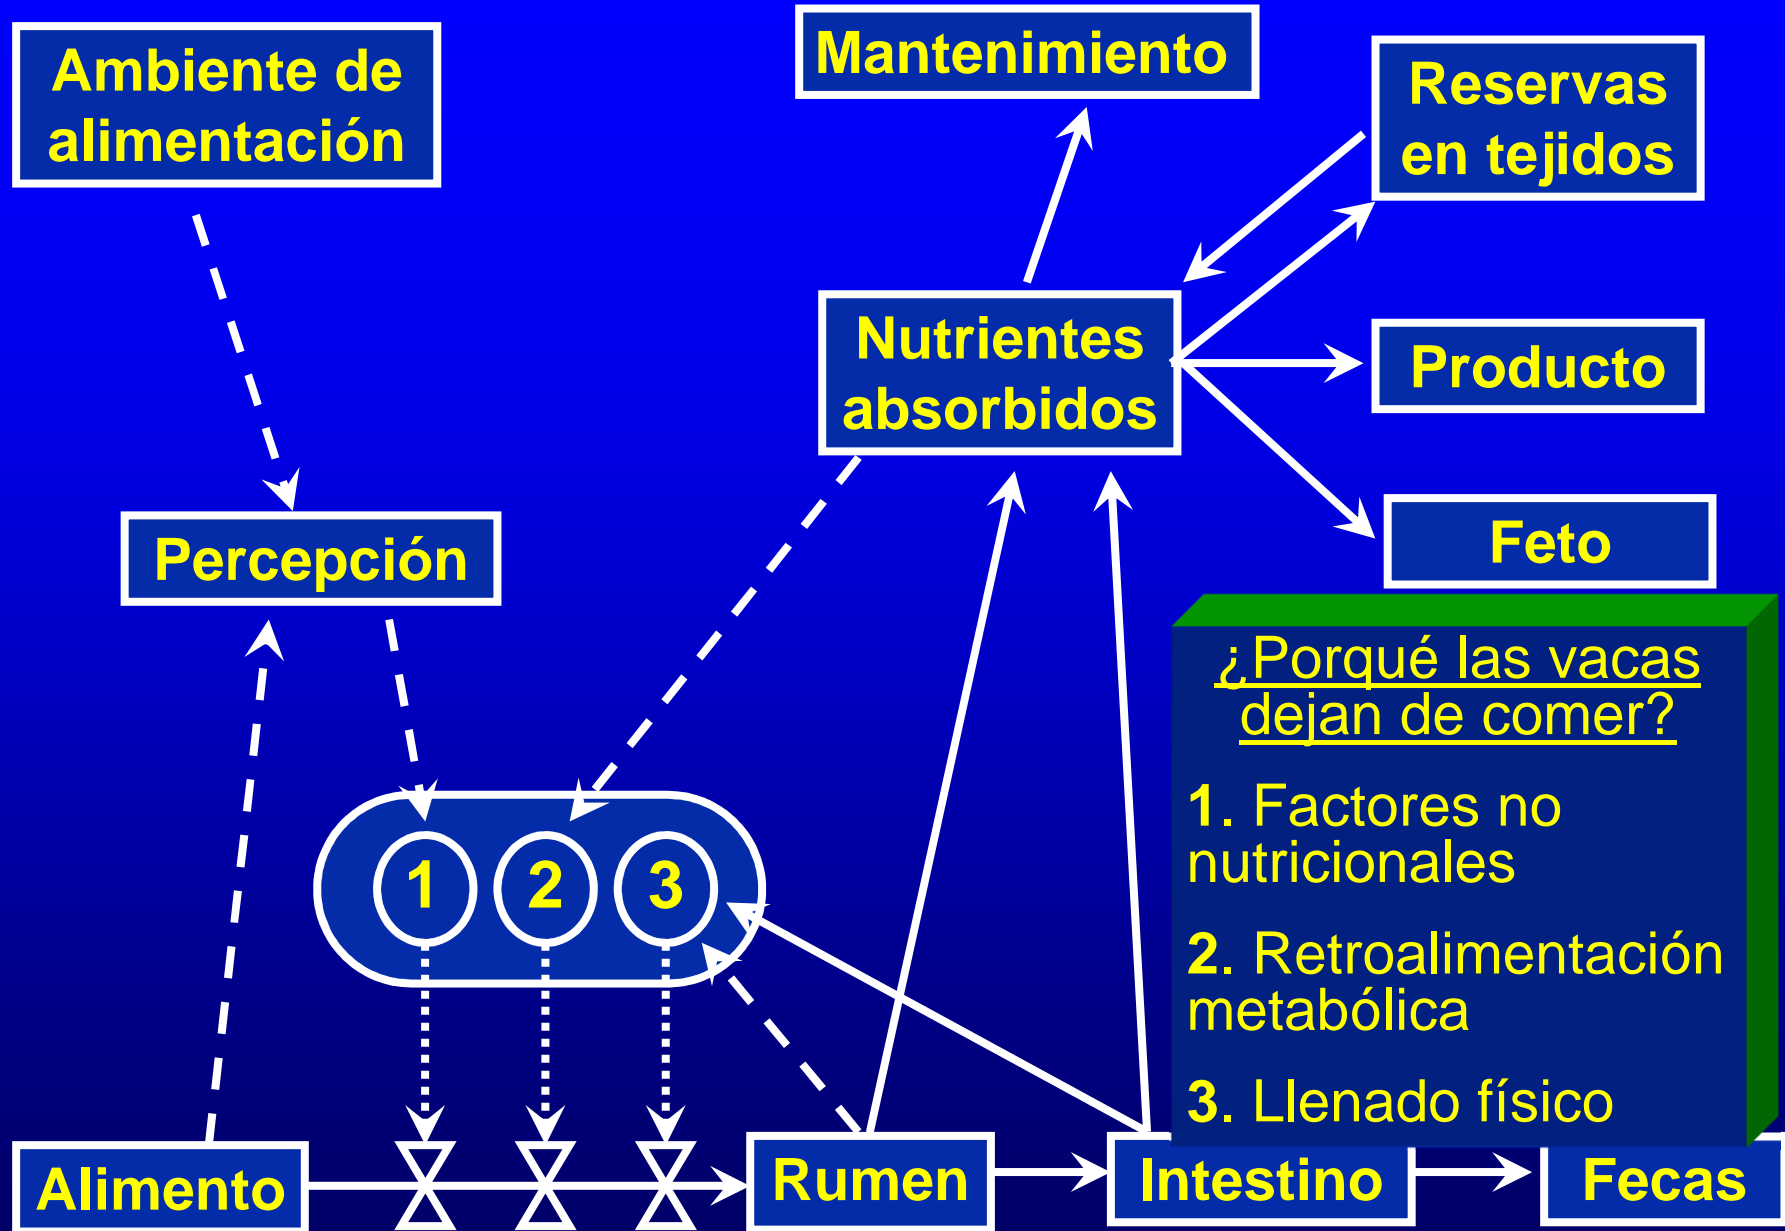 Ambiente de
alimentación
Mantenimiento
Reservas
en tejidos
Nutrientes
absorbidos
Producto
Percepción
Feto
¿Porqué las vacas
dejan de comer?
1. Factores no
nutricionales
2. Retroalimentación
metabólica
3. Llenado físico
1 2 3
Alimento
Rumen
Intestino
Fecas